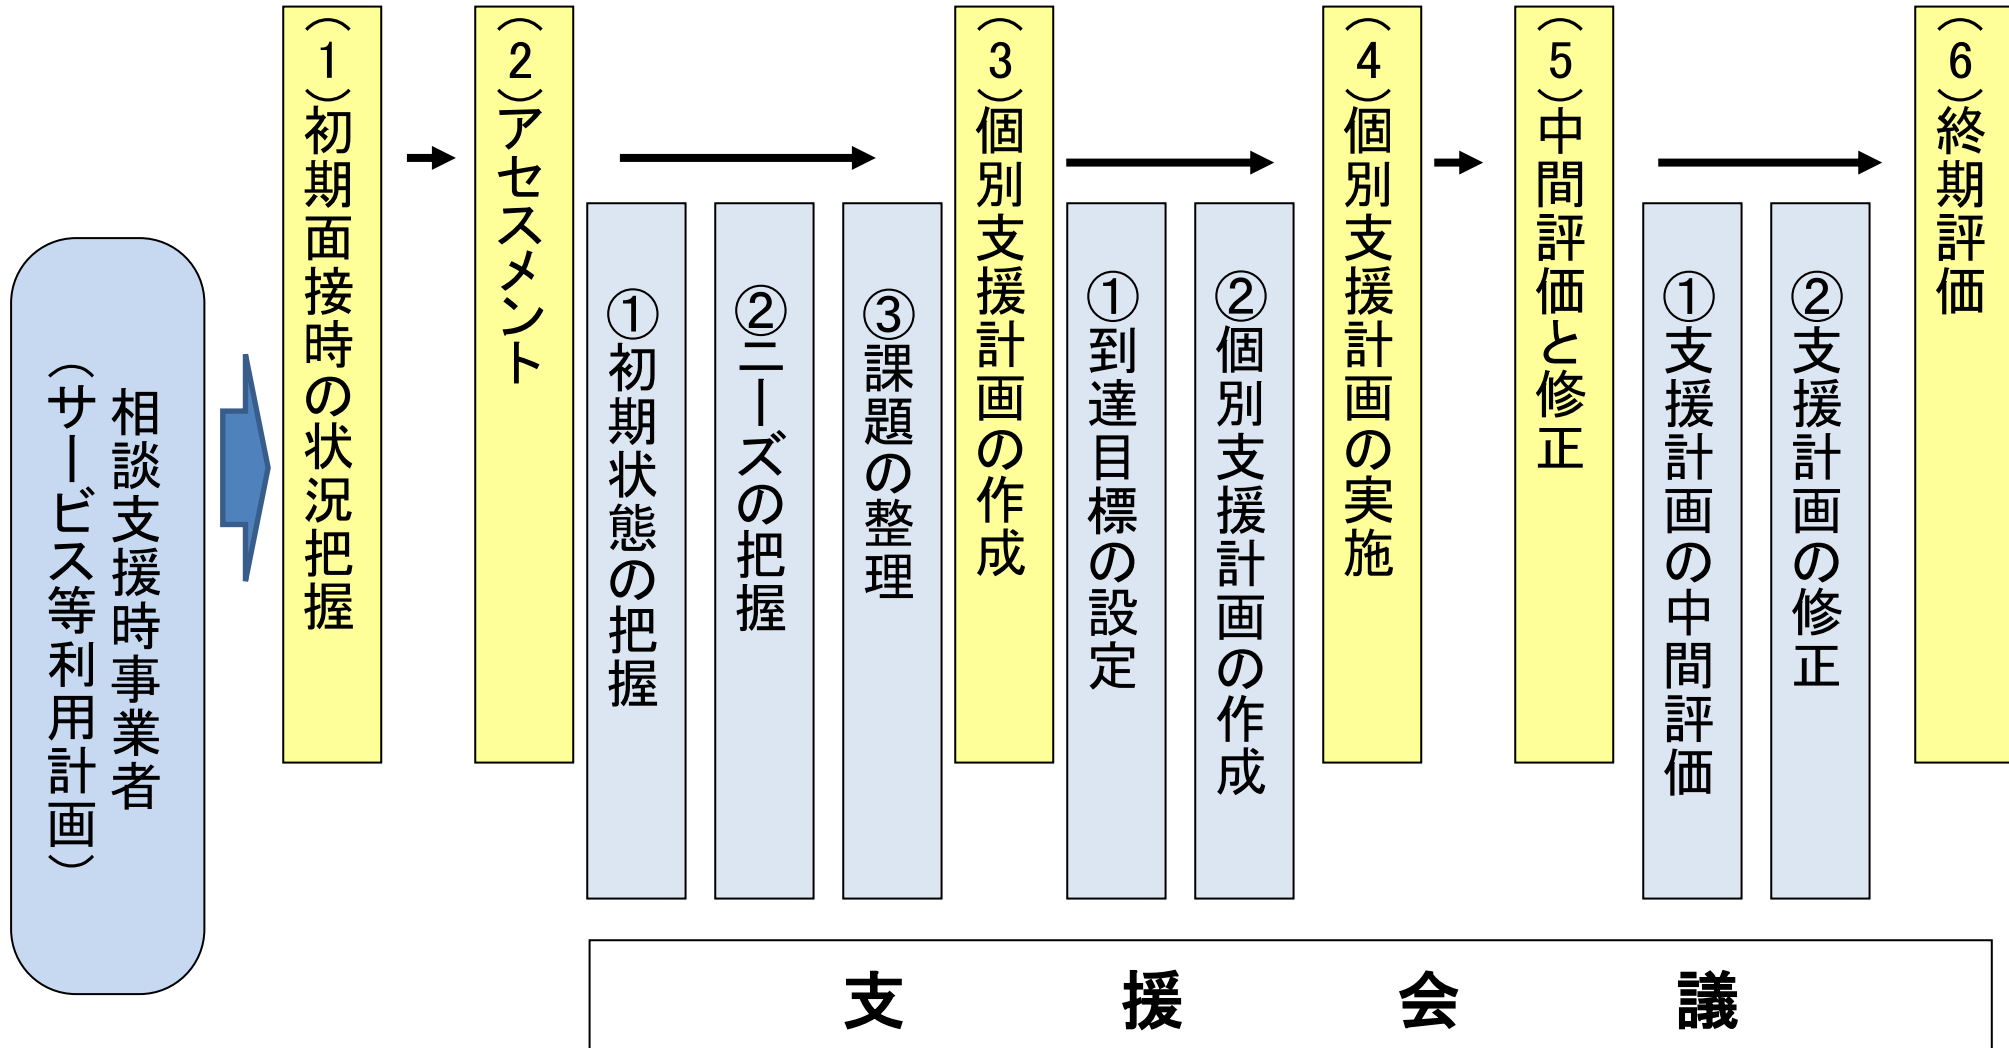 相談支援時事業者
（サービス等利用計画）
（1）初期面接時の状況把握
（2）アセスメント
①初期状態の把握
②ニーズの把握
③課題の整理
（3）個別支援計画の作成
①到達目標の設定
②個別支援計画の作成
（4）個別支援計画の実施
（5）中間評価と修正
①支援計画の中間評価
②支援計画の修正
（6）終期評価
支援会議